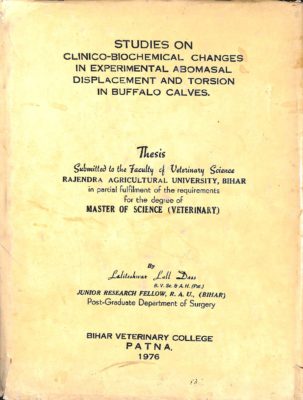 STUDIES ON
CLINICO-BIOCHEMICAL CHANGES
IN EXPERIMENTAL ABOMASAL
DISPLACEMENT AND TORSION
IN BUFFALO CALVES.
Thesis
Submitted to the Faculty of Veterinary Science
RAJENDRA AGRICULTURAL UNIVERSITY, BIHAR
in partial fulfilment of the requirements
for the degree of
MASTER OF SCIENCE (VETERINARY)
By
Laliteshwar Lall Dass
B. V. Sc. & A. H. (Pat.)
JUNIOR RESEARCH FELLOW, R. A. U., (BIHAR)
Post-Graduate Department of Surgery
BIHAR VETERINARY COLLEGE
PATNA.
1976